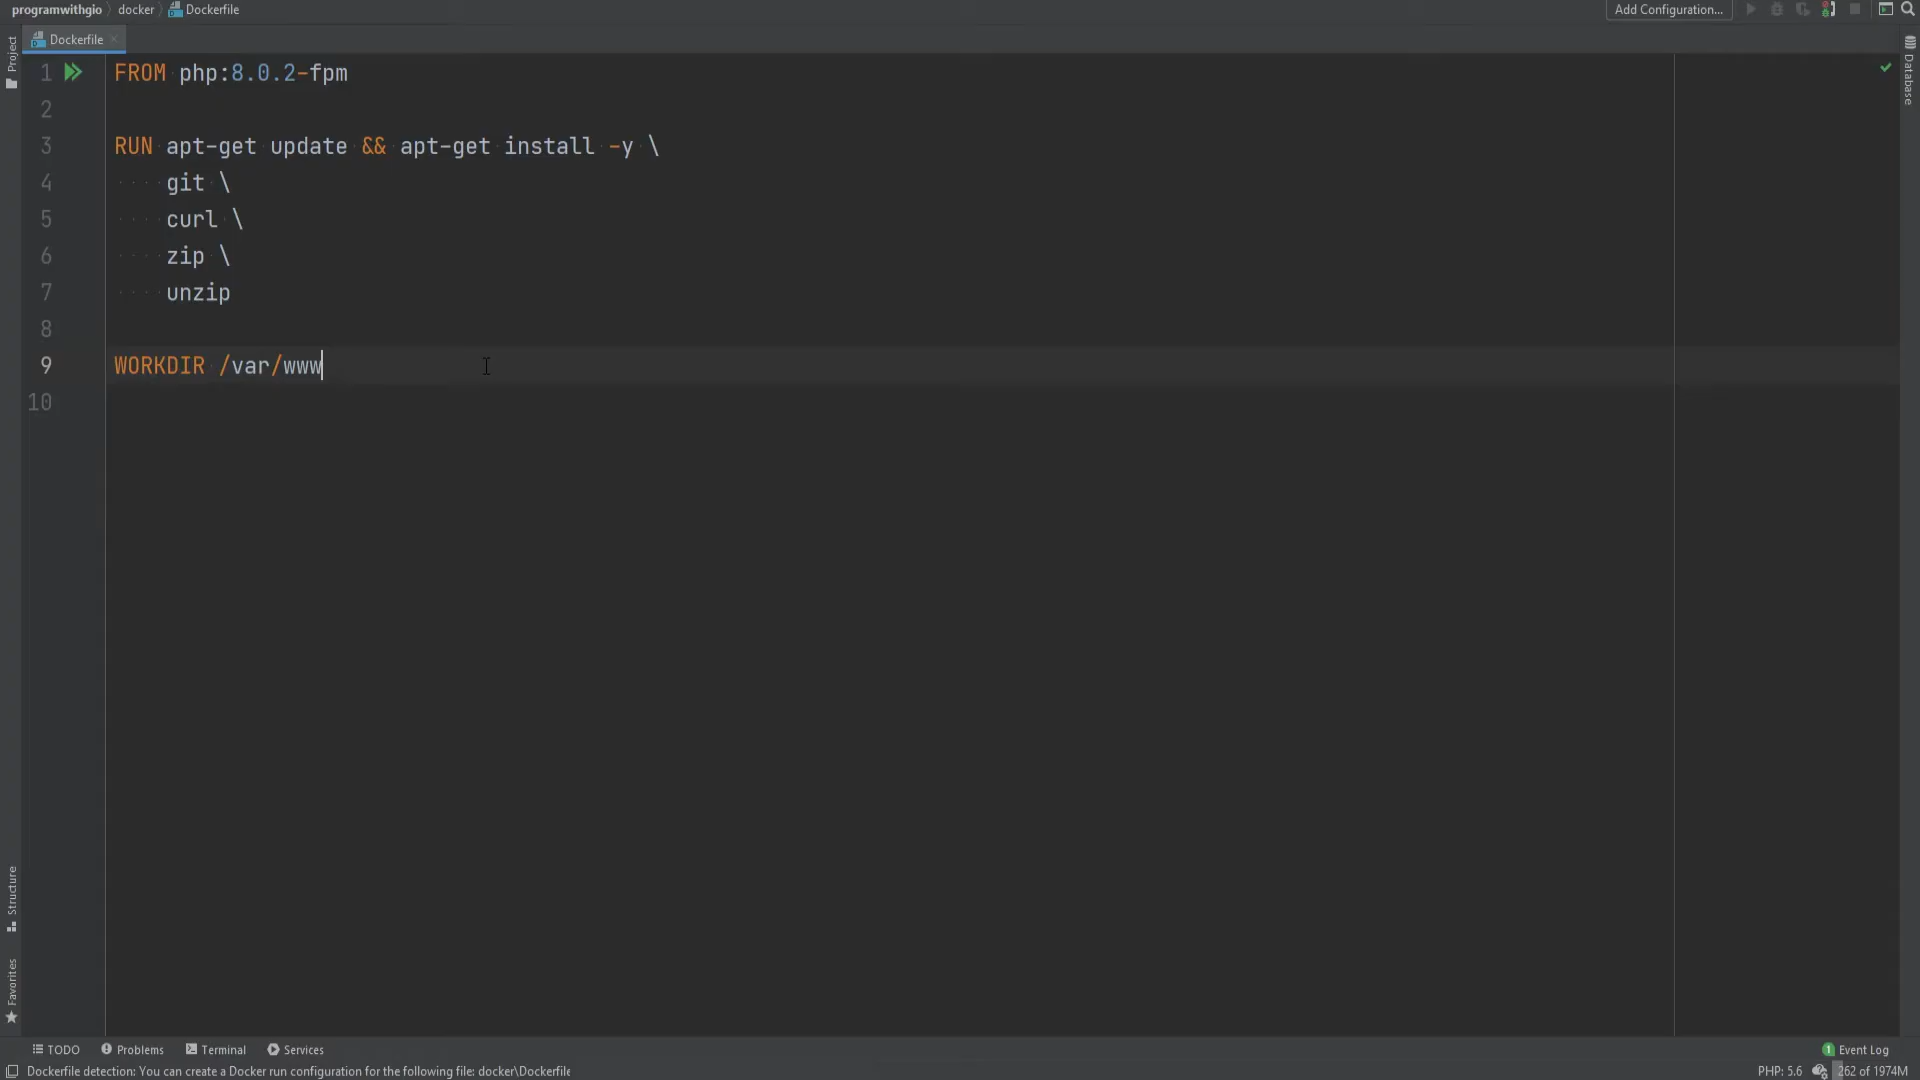 programwithgio docker Dockerfile
Add Configuration...
Project
Dockerfile
Database
1 FROM php:8.0.2-fpm
2
3 RUN apt-get update && apt-get install -y \
4 git \
5 curl \
6 zip \
7 unzip
8
9 WORKDIR /var/www
10
Structure
Favorites
TODO Problems Terminal Services
1 Event Log
Dockerfile detection: You can create a Docker run configuration for the following file: docker\Dockerfile
PHP: 5.6 262 of 1974M